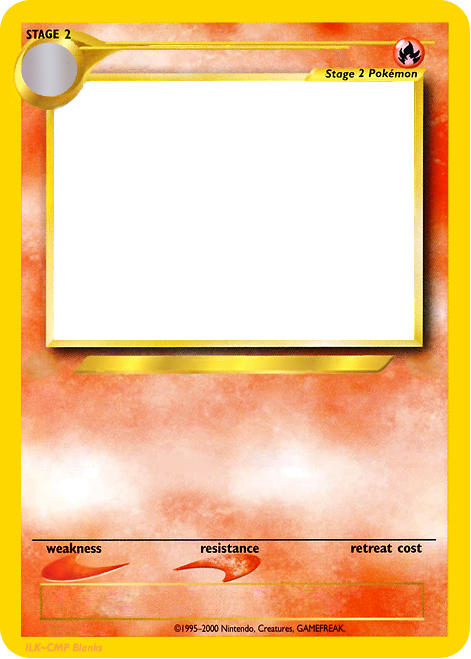 STAGE 2
Stage 2 Pokémon
weakness resistance retreat cost
©1995-2000 Nintendo, Creatures, GAMEFREAK.
ILK~CMP Blanks